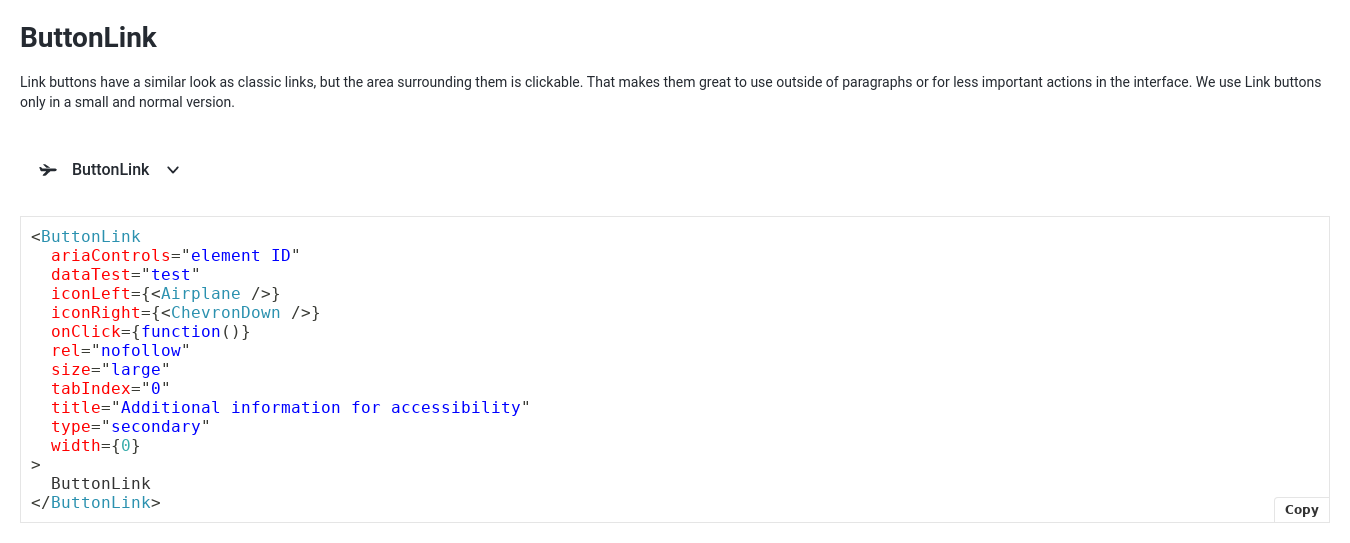 ButtonLink
Link buttons have a similar look as classic links, but the area surrounding them is clickable. That makes them great to use outside of paragraphs or for less important actions in the interface. We use Link buttons
only in a small and normal version.
ButtonLink
<ButtonLink
  ariaControls="element ID"
  dataTest="test"
  iconLeft={<Airplane />}
  iconRight={<ChevronDown />}
  onClick={function()}
  rel="nofollow"
  size="large"
  tabIndex="0"
  title="Additional information for accessibility"
  type="secondary"
  width={0}
>
  ButtonLink
</ButtonLink>
Copy